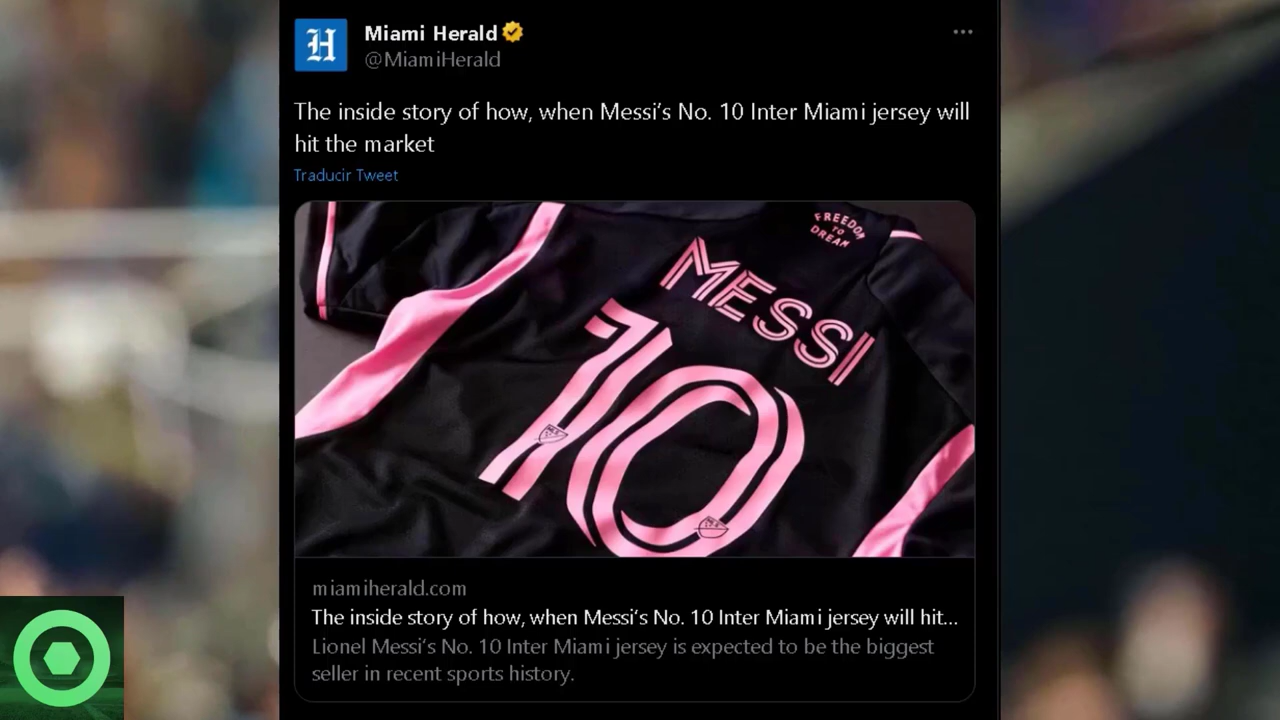 Miami Herald
@MiamiHerald
The inside story of how, when Messi's No. 10 Inter Miami jersey will
hit the market
Traducir Tweet
FREEDOM
TO
DREAM
MESSI
10
miamiherald.com
The inside story of how, when Messi's No. 10 Inter Miami jersey will hit...
Lionel Messi's No. 10 Inter Miami jersey is expected to be the biggest
seller in recent sports history.